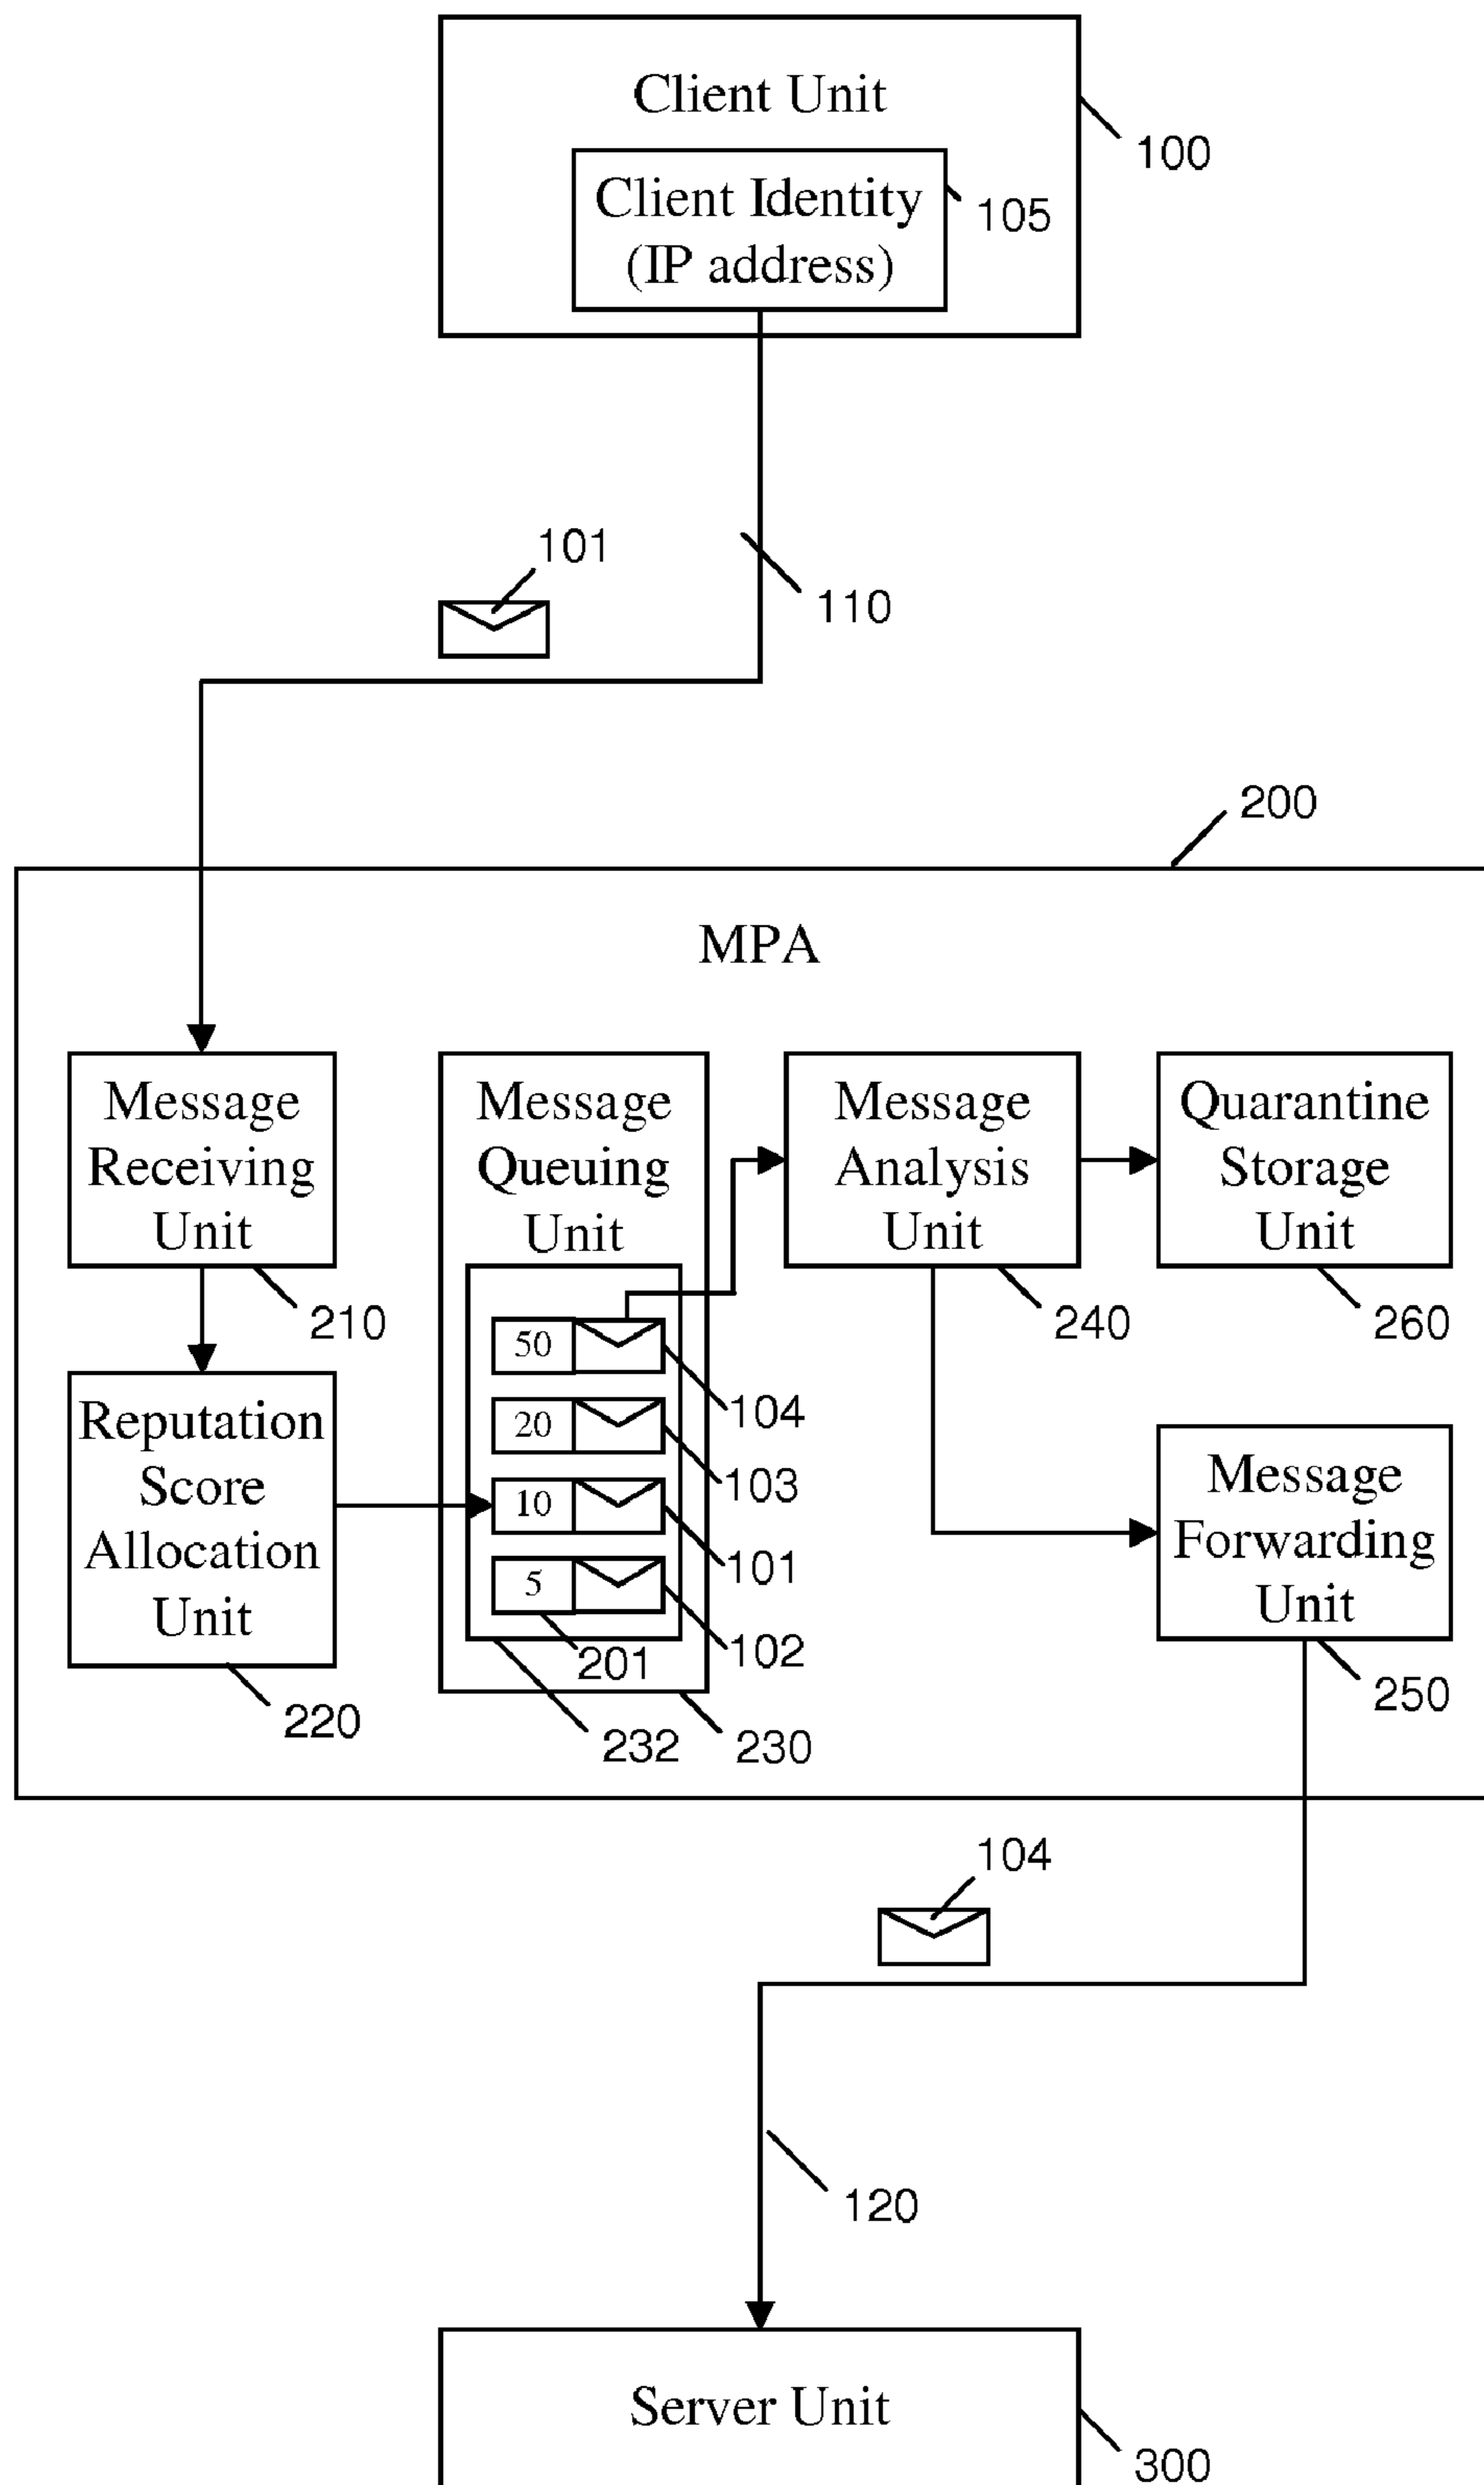 Client Unit
100
Client Identity
(IP address)
105
101
110
200
MPA
Message
Receiving
Unit
210
Message
Queuing
Unit
Message
Analysis
Unit
240
Quarantine
Storage
Unit
260
Reputation
Score
Allocation
Unit
220
50
104
20
103
10
101
5
102
201
232
230
Message
Forwarding
Unit
250
104
120
Server Unit
300